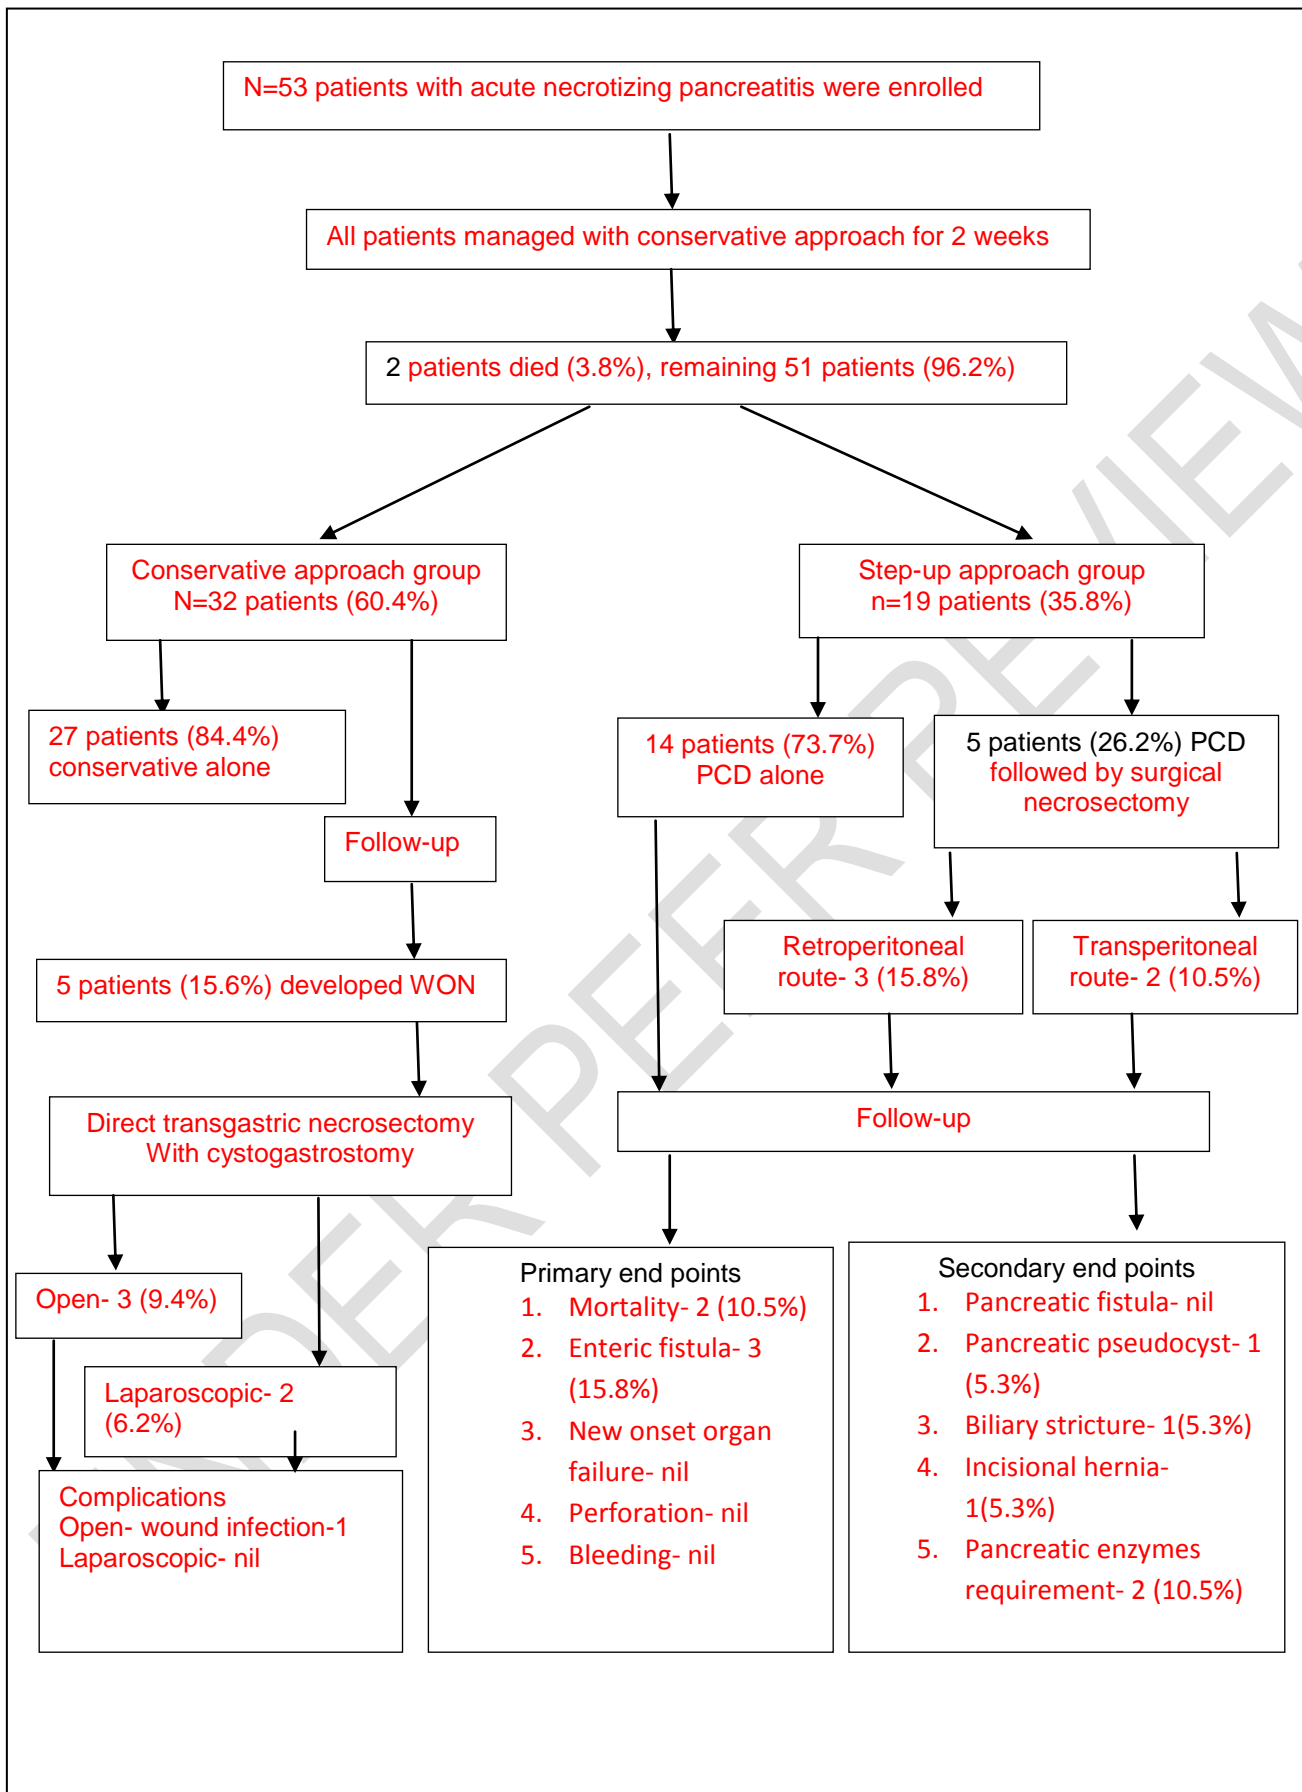 N=53 patients with acute necrotizing pancreatitis were enrolled
All patients managed with conservative approach for 2 weeks
2 patients died (3.8%), remaining 51 patients (96.2%)
Conservative approach group
N=32 patients (60.4%)
Step-up approach group
n=19 patients (35.8%)
27 patients (84.4%)
conservative alone
14 patients (73.7%)
PCD alone
5 patients (26.2%) PCD
followed by surgical
necrosectomy
Follow-up
Retroperitoneal
route- 3 (15.8%)
Transperitoneal
route- 2 (10.5%)
5 patients (15.6%) developed WON
Direct transgastric necrosectomy
With cystogastrostomy
Follow-up
Open- 3 (9.4%)
Laparoscopic- 2
(6.2%)
Complications
Open- wound infection-1
Laparoscopic- nil
Primary end points
1. Mortality- 2 (10.5%)
2. Enteric fistula- 3
(15.8%)
3. New onset organ
failure- nil
4. Perforation- nil
5. Bleeding- nil
Secondary end points
1. Pancreatic fistula- nil
2. Pancreatic pseudocyst- 1
(5.3%)
3. Biliary stricture- 1(5.3%)
4. Incisional hernia-
1(5.3%)
5. Pancreatic enzymes
requirement- 2 (10.5%)
UNDER PEER REVIEW